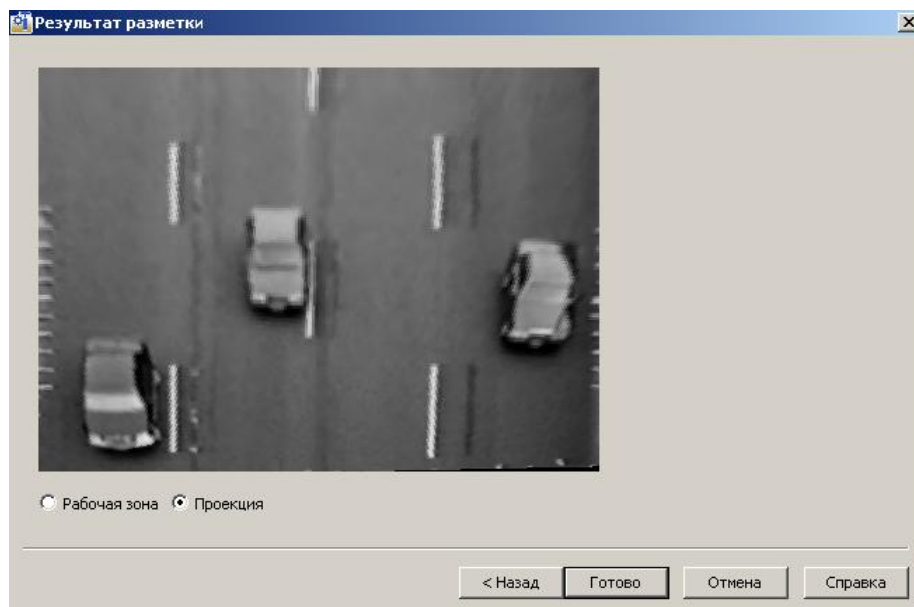 Результат разметки
Рабочая зона Проекция
< Назад Готово Отмена Справка